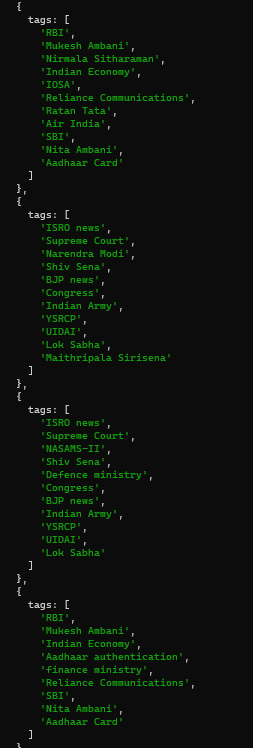 {
tags: [
'RBI',
'Mukesh Ambani',
'Nirmala Sitharaman',
'Indian Economy',
'IOSA',
'Reliance Communications',
'Ratan Tata',
'Air India',
'SBI',
'Nita Ambani',
'Aadhaar Card'
]
},
{
tags: [
'ISRO news',
'Supreme Court',
'Narendra Modi',
'Shiv Sena',
'BJP news',
'Congress',
'Indian Army',
'YSRCP',
'UIDAI',
'Lok Sabha',
'Maithripala Sirisena'
]
},
{
tags: [
'ISRO news',
'Supreme Court',
'NASAMS-II',
'Shiv Sena',
'Defence ministry',
'Congress',
'BJP news',
'Indian Army',
'YSRCP',
'UIDAI',
'Lok Sabha'
]
},
{
tags: [
'RBI',
'Mukesh Ambani',
'Indian Economy',
'Aadhaar authentication',
'finance ministry',
'Reliance Communications',
'SBI',
'Nita Ambani',
'Aadhaar Card'
]
},